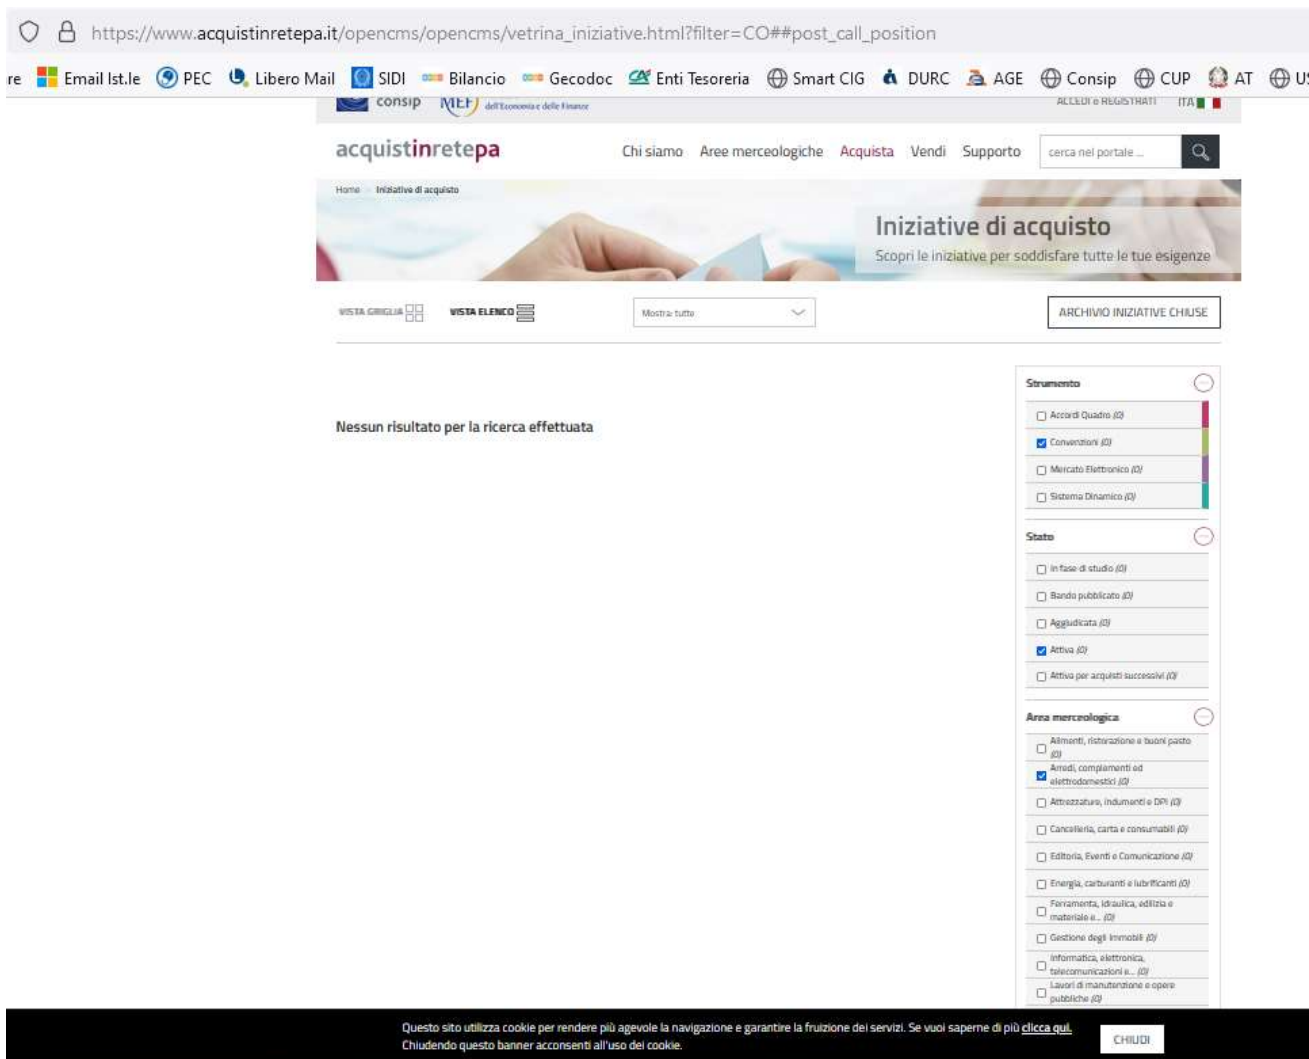 https://www.acquistinretepa.it/opencms/opencms/vetrina_iniziative.html?filter=CO##post_call_position
re Email Ist.le PEC Libero Mail SIDI Bilancio Gecodoc Enti Tesoreria Smart CIG DURC AGE Consip CUP AT US
consip MEF dell'Economia e delle Finanze ACCEDI o REGISTRATI ITA
acquistinretepa Chi siamo Aree merceologiche Acquista Vendi Supporto cerca nel portale ...
Home Iniziative di acquisto
Iniziative di acquisto
Scopri le iniziative per soddisfare tutte le tue esigenze
VISTA GRIGLIA VISTA ELENCO Mostra: tutte ARCHIVIO INIZIATIVE CHIUSE
Nessun risultato per la ricerca effettuata
Strumento
Accordi Quadro (0)
Convenzioni (0)
Mercato Elettronico (0)
Sistema Dinamico (0)
Stato
In fase di studio (0)
Bando pubblicato (0)
Aggiudicata (0)
Attiva (0)
Attiva per acquisti successivi (0)
Area merceologica
Alimenti, ristorazione e buoni pasto
(0)
Arredi, complementi ed
elettrodomestici (0)
Attrezzature, indumenti e DPI (0)
Cancelleria, carta e consumabili (0)
Editoria, Eventi e Comunicazione (0)
Energia, carburanti e lubrificanti (0)
Ferramenta, idraulica, edilizia e
materiale e... (0)
Gestione degli Immobili (0)
Informatica, elettronica,
telecomunicazioni e... (0)
Lavori di manutenzione e opere
pubbliche (0)
Questo sito utilizza cookie per rendere più agevole la navigazione e garantire la fruizione dei servizi. Se vuoi saperne di più clicca qui.
Chiudendo questo banner acconsenti all'uso dei cookie.
CHIUDI